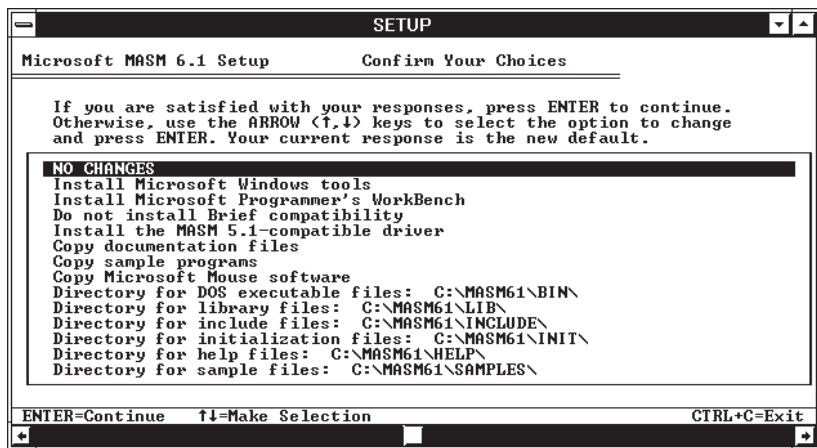 SETUP
Microsoft MASM 6.1 Setup Confirm Your Choices
If you are satisfied with your responses, press ENTER to continue.
Otherwise, use the ARROW (↑,↓) keys to select the option to change
and press ENTER. Your current response is the new default.
NO CHANGES
Install Microsoft Windows tools
Install Microsoft Programmer's WorkBench
Do not install Brief compatibility
Install the MASM 5.1-compatible driver
Copy documentation files
Copy sample programs
Copy Microsoft Mouse software
Directory for DOS executable files: C:\MASM61\BIN\
Directory for library files: C:\MASM61\LIB\
Directory for include files: C:\MASM61\INCLUDE\
Directory for initialization files: C:\MASM61\INIT\
Directory for help files: C:\MASM61\HELP\
Directory for sample files: C:\MASM61\SAMPLES\
ENTER=Continue ↑↓=Make Selection CTRL+C=Exit